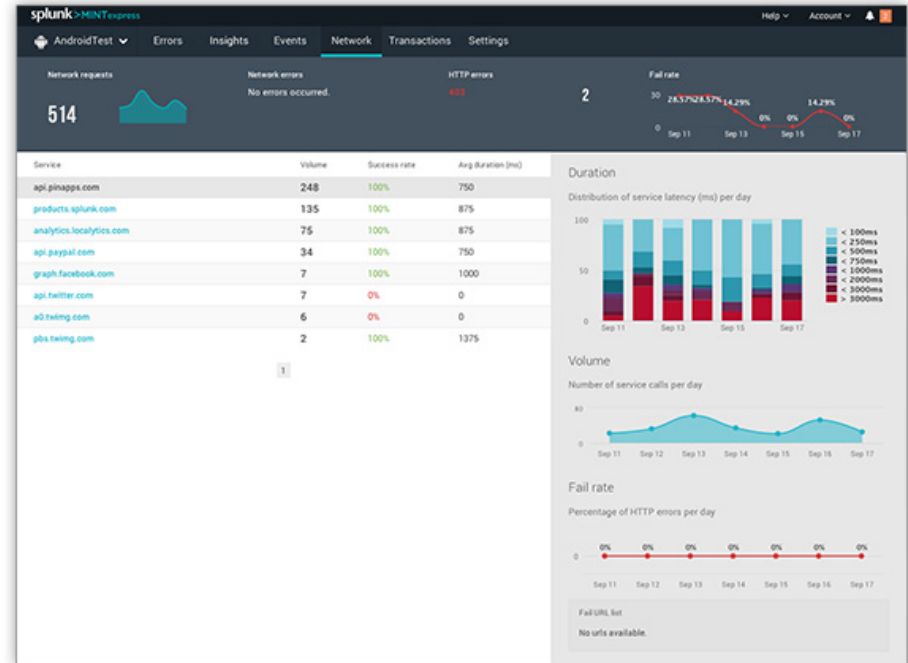 splunk>MINTexpress
Help Account 2
AndroidTest Errors Insights Events Network Transactions Settings
Network requests Network errors HTTP errors Fail rate
No errors occurred. 403 2
514
30 28.57% 28.57% 14.29% 0% 0% 14.29% 0%
0 Sep 11 Sep 13 Sep 15 Sep 17
Service Volume Success rate Avg duration (ms)
api.pinapps.com 248 100% 750
products.splunk.com 135 100% 875
analytics.localytics.com 75 100% 875
api.paypal.com 34 100% 750
graph.facebook.com 7 100% 1000
api.twitter.com 7 0% 0
a0.twimg.com 6 0% 0
pbs.twimg.com 2 100% 1375
1
Duration
Distribution of service latency (ms) per day
100
50
0
Sep 11 Sep 13 Sep 15 Sep 17
< 100ms
< 250ms
< 500ms
< 750ms
< 1000ms
< 2000ms
< 3000ms
> 3000ms
Volume
Number of service calls per day
80
0
Sep 11 Sep 12 Sep 13 Sep 14 Sep 15 Sep 16 Sep 17
Fail rate
Percentage of HTTP errors per day
0% 0% 0% 0% 0% 0% 0%
0
Sep 11 Sep 12 Sep 13 Sep 14 Sep 15 Sep 16 Sep 17
Fail URL list
No urls available.